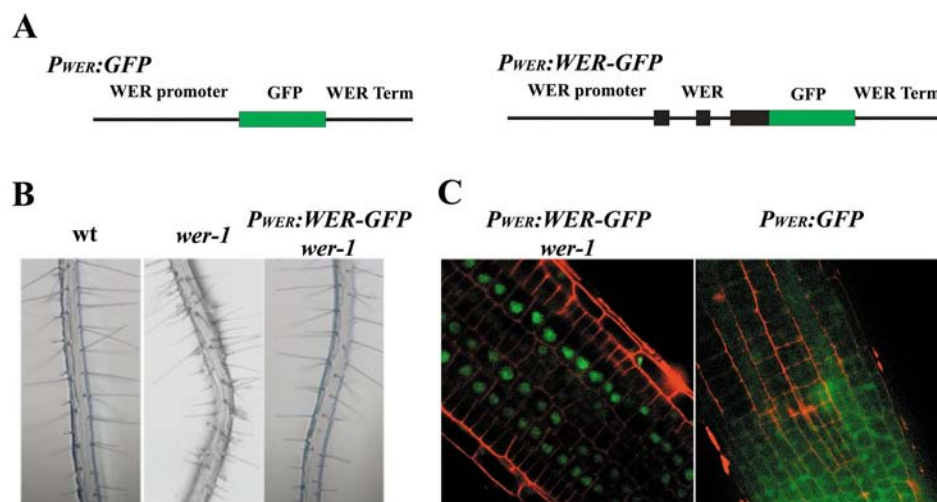 A
PWER:GFP
WER promoter GFP WER Term
PWER:WER-GFP
WER promoter WER GFP WER Term
B
wt
wer-1
PWER:WER-GFP
wer-1
C
PWER:WER-GFP
wer-1
PWER:GFP